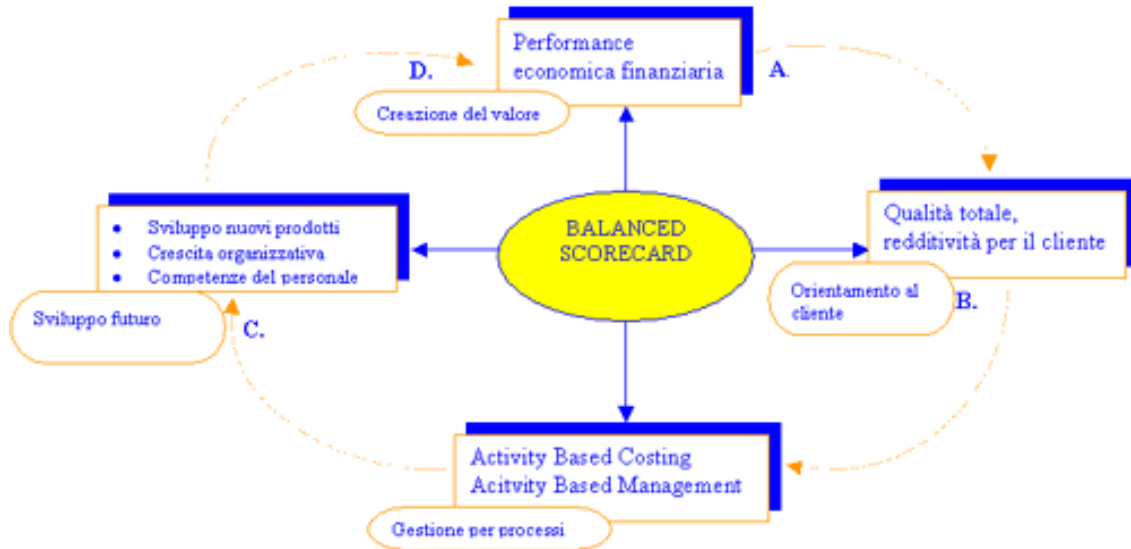 Performance
economica finanziaria
D.
A.
Creazione del valore
• Sviluppo nuovi prodotti
• Crescita organizzativa
• Competenze del personale
BALANCED
SCORECARD
Qualità totale,
redditività per il cliente
Sviluppo futuro
C.
Orientamento al
cliente
B.
Activity Based Costing
Acitvity Based Management
Gestione per processi